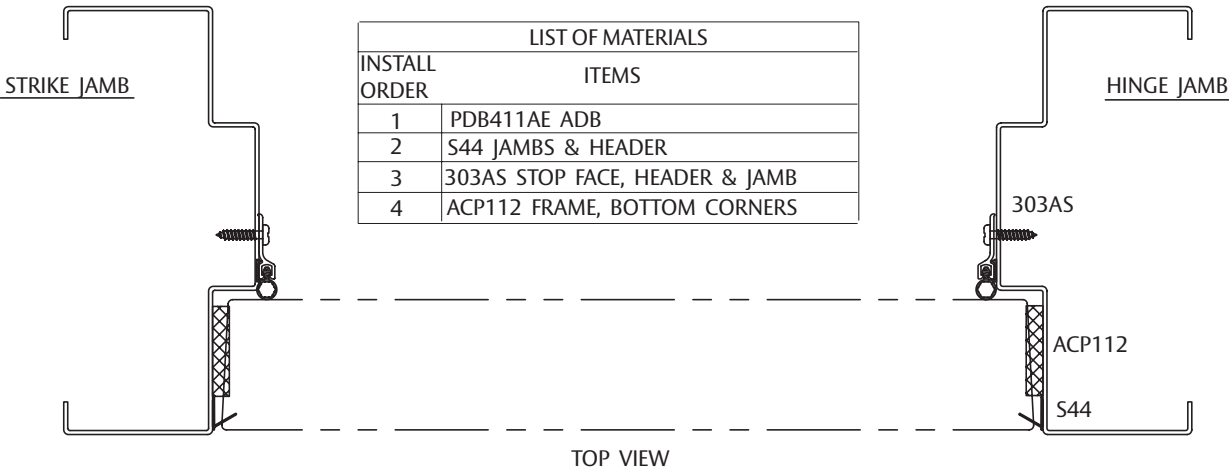 LIST OF MATERIALS
INSTALL ORDER
ITEMS
1 PDB411AE ADB
2 S44 JAMBS & HEADER
3 303AS STOP FACE, HEADER & JAMB
4 ACP112 FRAME, BOTTOM CORNERS
STRIKE JAMB
HINGE JAMB
303AS
ACP112
S44
TOP VIEW